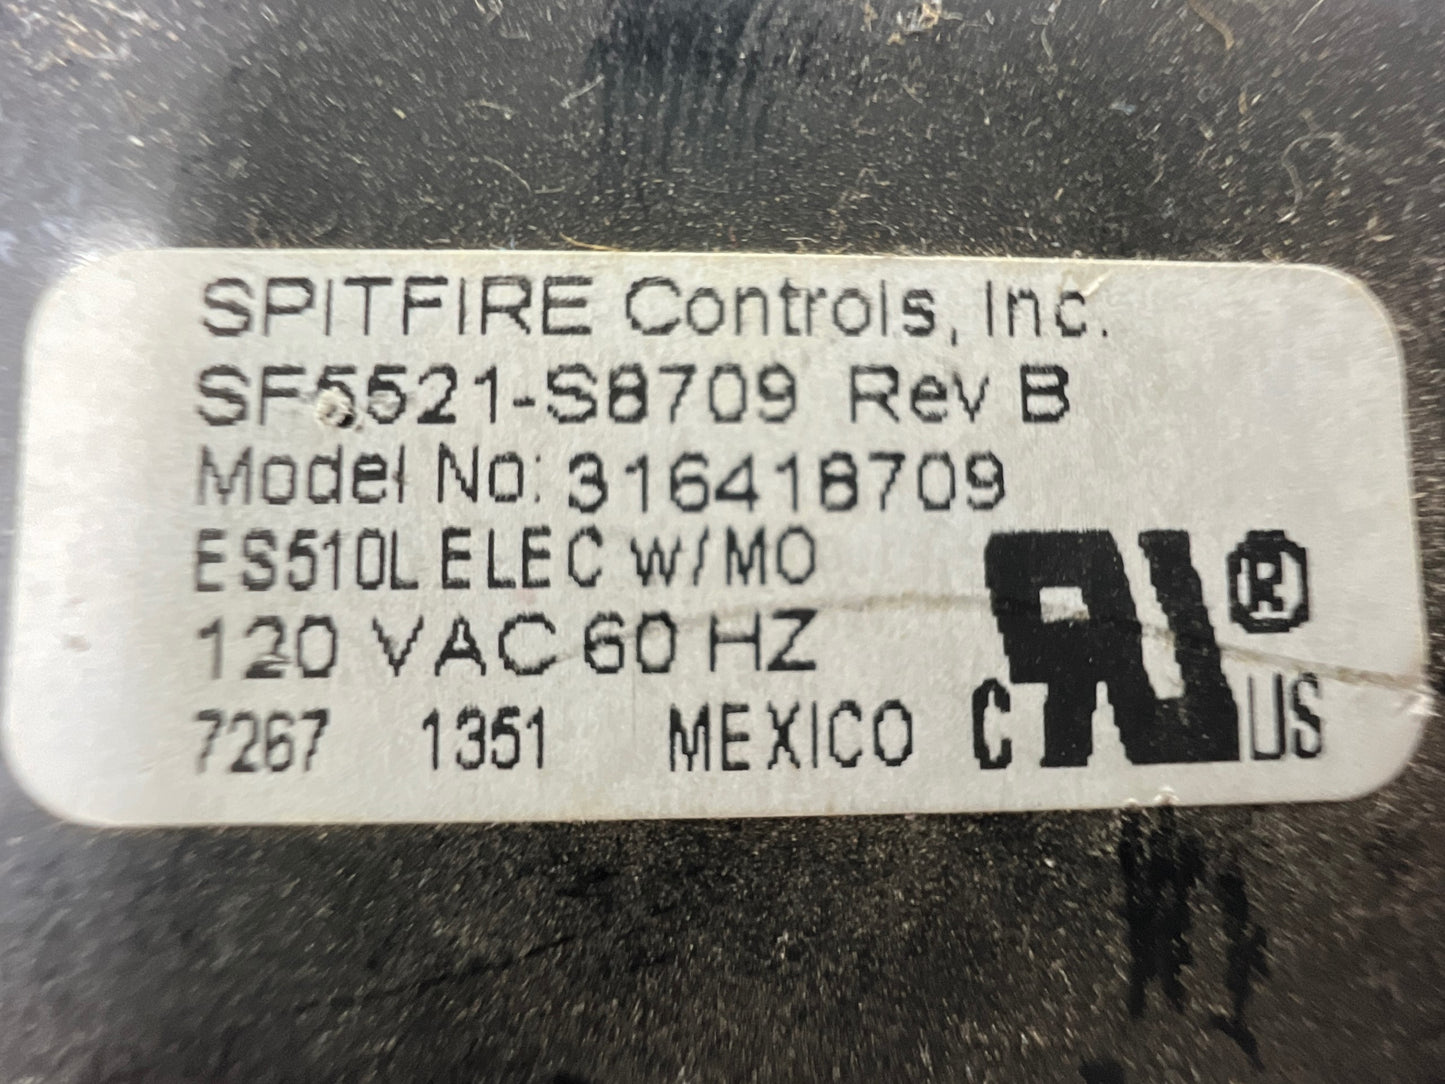 SPITFIRE Controls, Inc.
SF5521-S8709 Rev B
Model No: 316418709
ES510L ELEC w/MO
120 VAC 60 HZ
7267 1351 MEXICO
C RU US ®